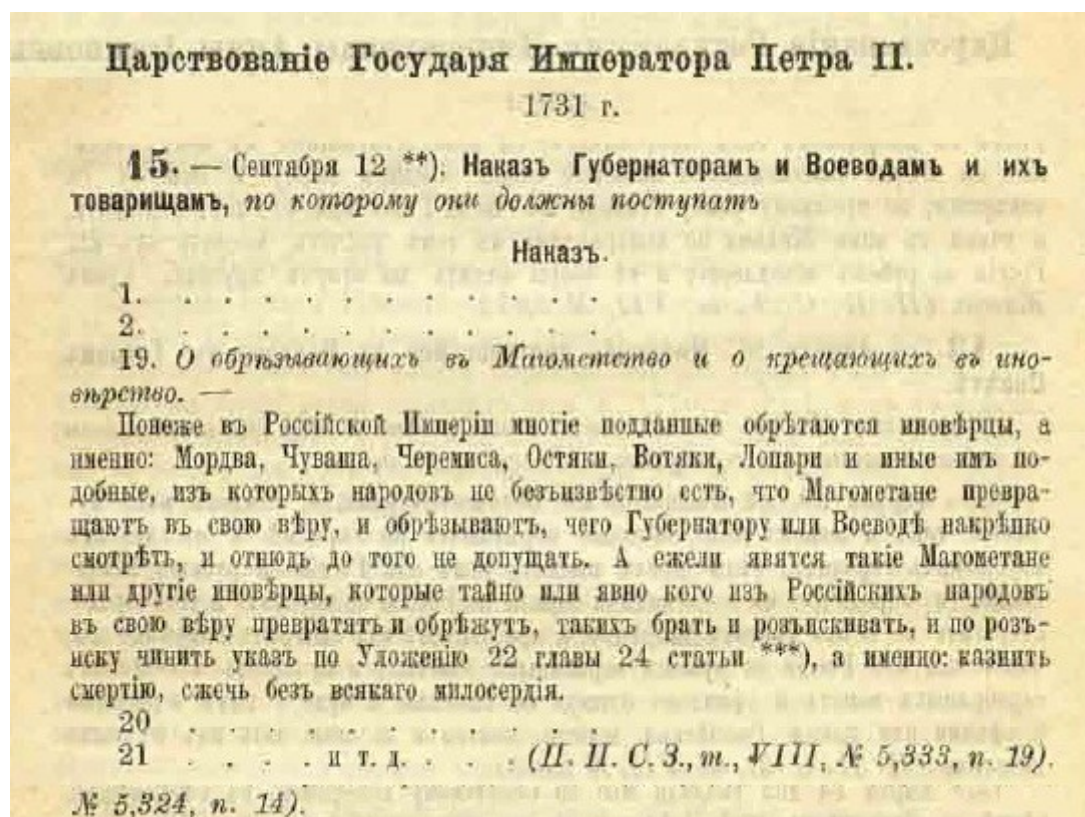 Царствованіе Государя Императора Петра II.
1731 г.
15. — Сентября 12 **). Наказъ Губернаторамъ и Воеводамъ и ихъ
товарищамъ, по которому они должны поступать
Наказъ.
1. . . . . . . . . . . . . .
2. . . . . . . . . . . . . .
19. О обрѣзывающихъ въ Магометство и о крещающихъ въ ино-
вѣрство. —
Понеже въ Россійской Имперіи многіе подданные обрѣтаются иновѣрцы, а
именно: Мордва, Чуваша, Черемиса, Остяки, Вотяки, Лопари и иные имъ по-
добные, изъ которыхъ народовъ не безъизвѣстно есть, что Магометане превра-
щаютъ въ свою вѣру, и обрѣзываютъ, чего Губернатору или Воеводѣ накрѣпко
смотрѣть, и отнюдь до того не допущать. А ежели явятся такіе Магометане
или другіе иновѣрцы, которые тайно или явно кого изъ Россійскихъ народовъ
въ свою вѣру превратятъ и обрѣжутъ, такихъ брать и розъискивать, и по розъ-
иску чинить указъ по Уложенію 22 главы 24 статьи ***), а именно: казнить
смертію, сжечь безъ всякаго милосердія.
20 . . . . . . . . . . . . .
21 . . . . и т. д. . . . . (П. П. С. З., т., VIII, № 5,333, п. 19).
№ 5,324, п. 14).